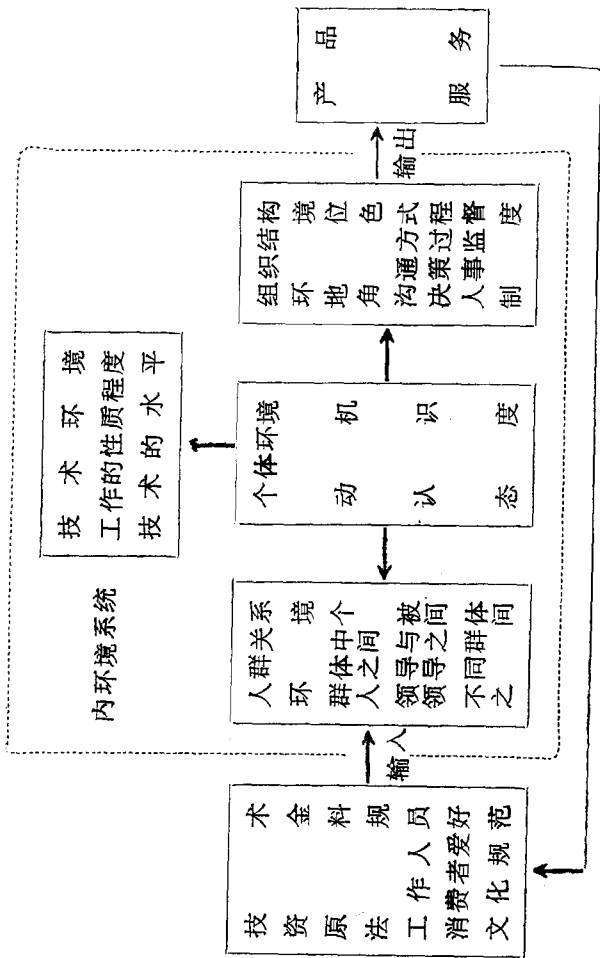 技术
资金
原料
法规
工作人员
消费者爱好
文化规范
输入
内环境系统
人群关系
环境
群体中个
人之间
领导与被
领导之间
不同群体
之间
技术环境
工作的性质程度
技术的水平
个体环境
动机
认识
态度
组织结构
环境
地位
角色
沟通方式
决策过程
人事监督
制度
输出
产品
服务